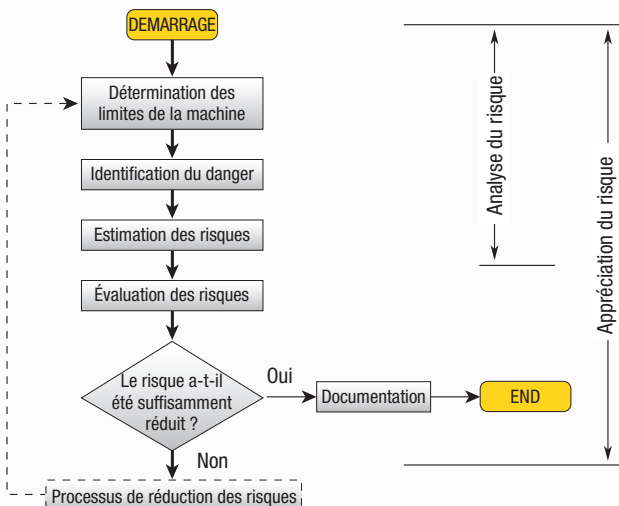 DEMARRAGE
Détermination des
limites de la machine
Identification du danger
Estimation des risques
Évaluation des risques
Le risque a-t-il
été suffisamment
réduit ?
Oui
Documentation
END
Non
Processus de réduction des risques
Analyse du risque
Appréciation du risque